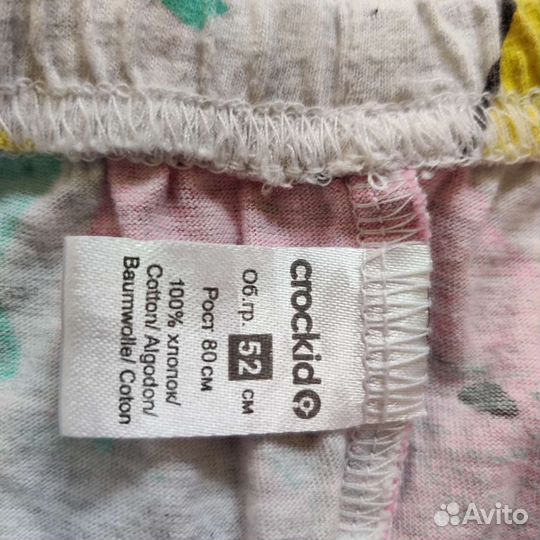 crockid
Об.гр. 52 см
Рост 80 см
100% хлопок/
Cotton/ Algodon/
Baumwolle/ Coton
Avito